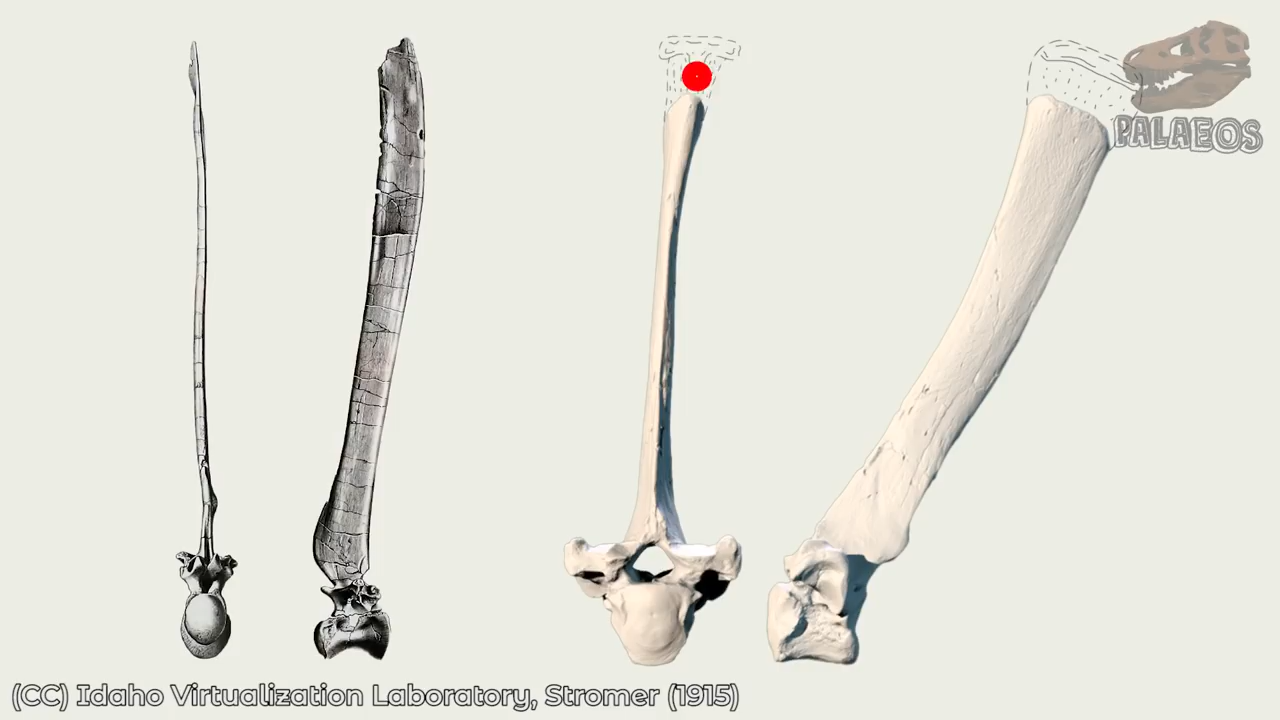 PALAEOS
(CC) Idaho Virtualization Laboratory, Stromer (1915)